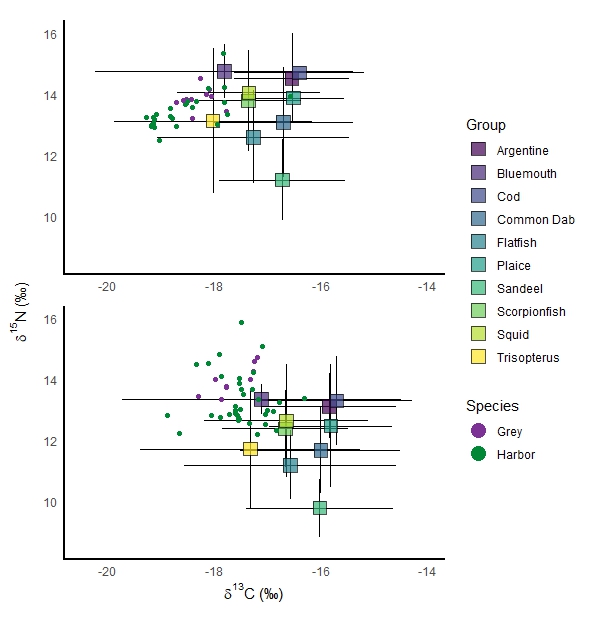 16
14
12
10
-20
-18
-16
-14
δ¹⁵N (‰)
16
14
12
10
-20
-18
-16
-14
δ¹³C (‰)
Group
Argentine
Bluemouth
Cod
Common Dab
Flatfish
Plaice
Sandeel
Scorpionfish
Squid
Trisopterus
Species
Grey
Harbor